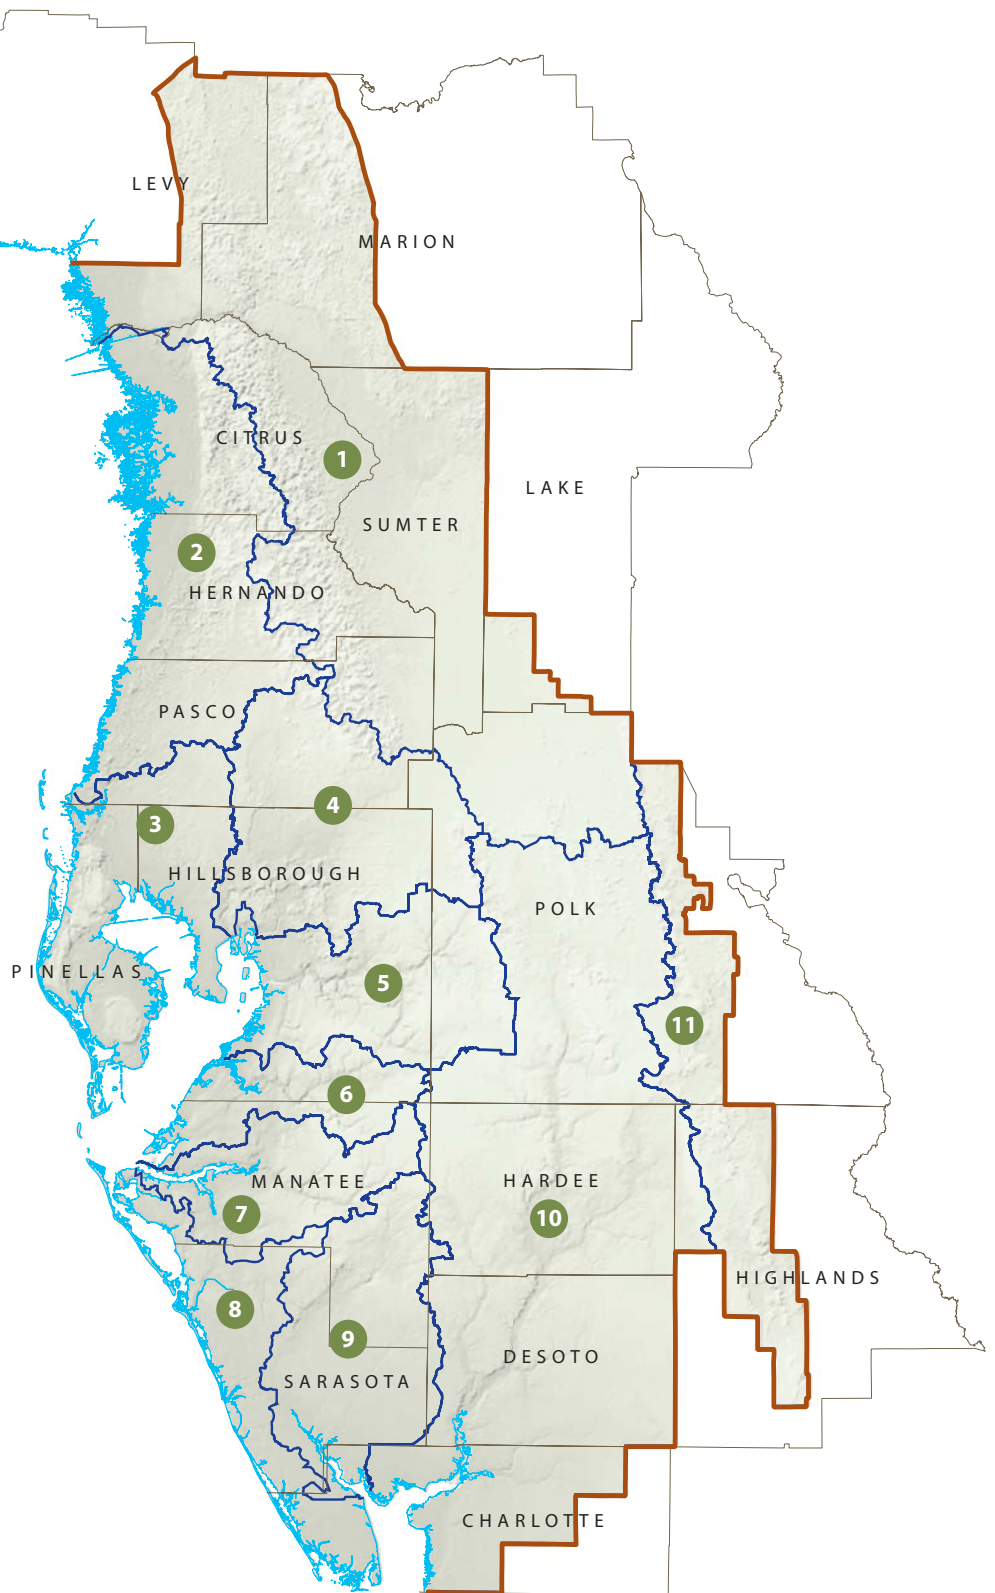 LEVY
MARION
CITRUS
1
LAKE
SUMTER
2
HERNANDO
PASCO
4
3
HILLSBOROUGH
POLK
PINELLAS
5
11
6
MANATEE
HARDEE
7
10
HIGHLANDS
8
9
DESOTO
SARASOTA
CHARLOTTE